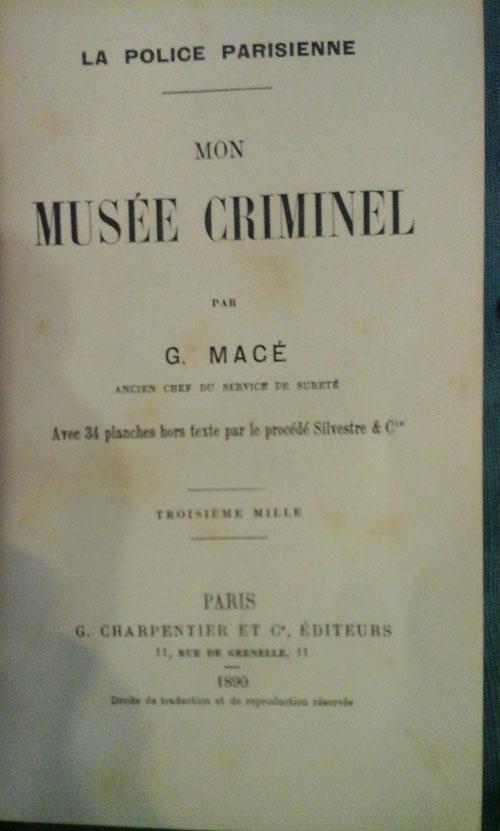 LA POLICE PARISIENNE
MON
MUSÉE CRIMINEL
PAR
G. MACÉ
ANCIEN CHEF DU SERVICE DE SURETÉ
Avec 34 planches hors texte par le procédé Silvestre & Cie
TROISIÈME MILLE
PARIS
G. CHARPENTIER ET Ce, ÉDITEURS
11, RUE DE GRENELLE, 11
1890
Droits de traduction et de reproduction réservés